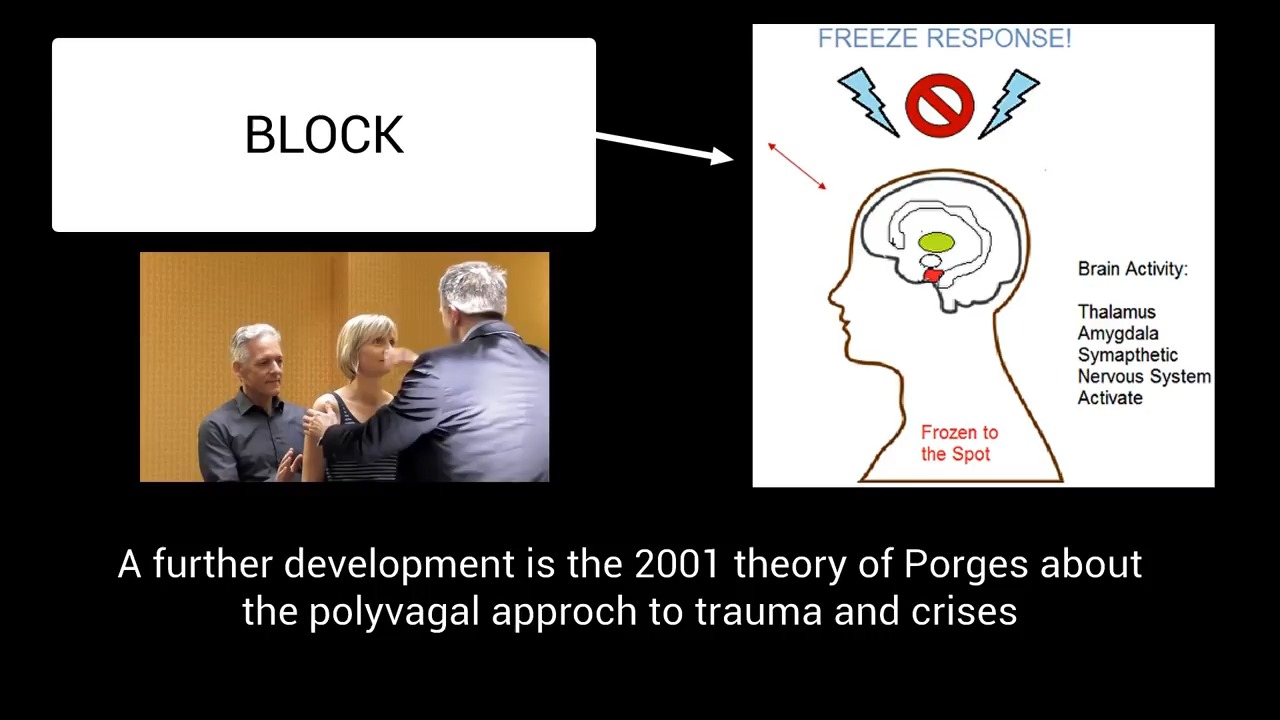 BLOCK
FREEZE RESPONSE!
Brain Activity:
Thalamus
Amygdala
Symapthetic
Nervous System
Activate
Frozen to
the Spot
A further development is the 2001 theory of Porges about
the polyvagal approch to trauma and crises